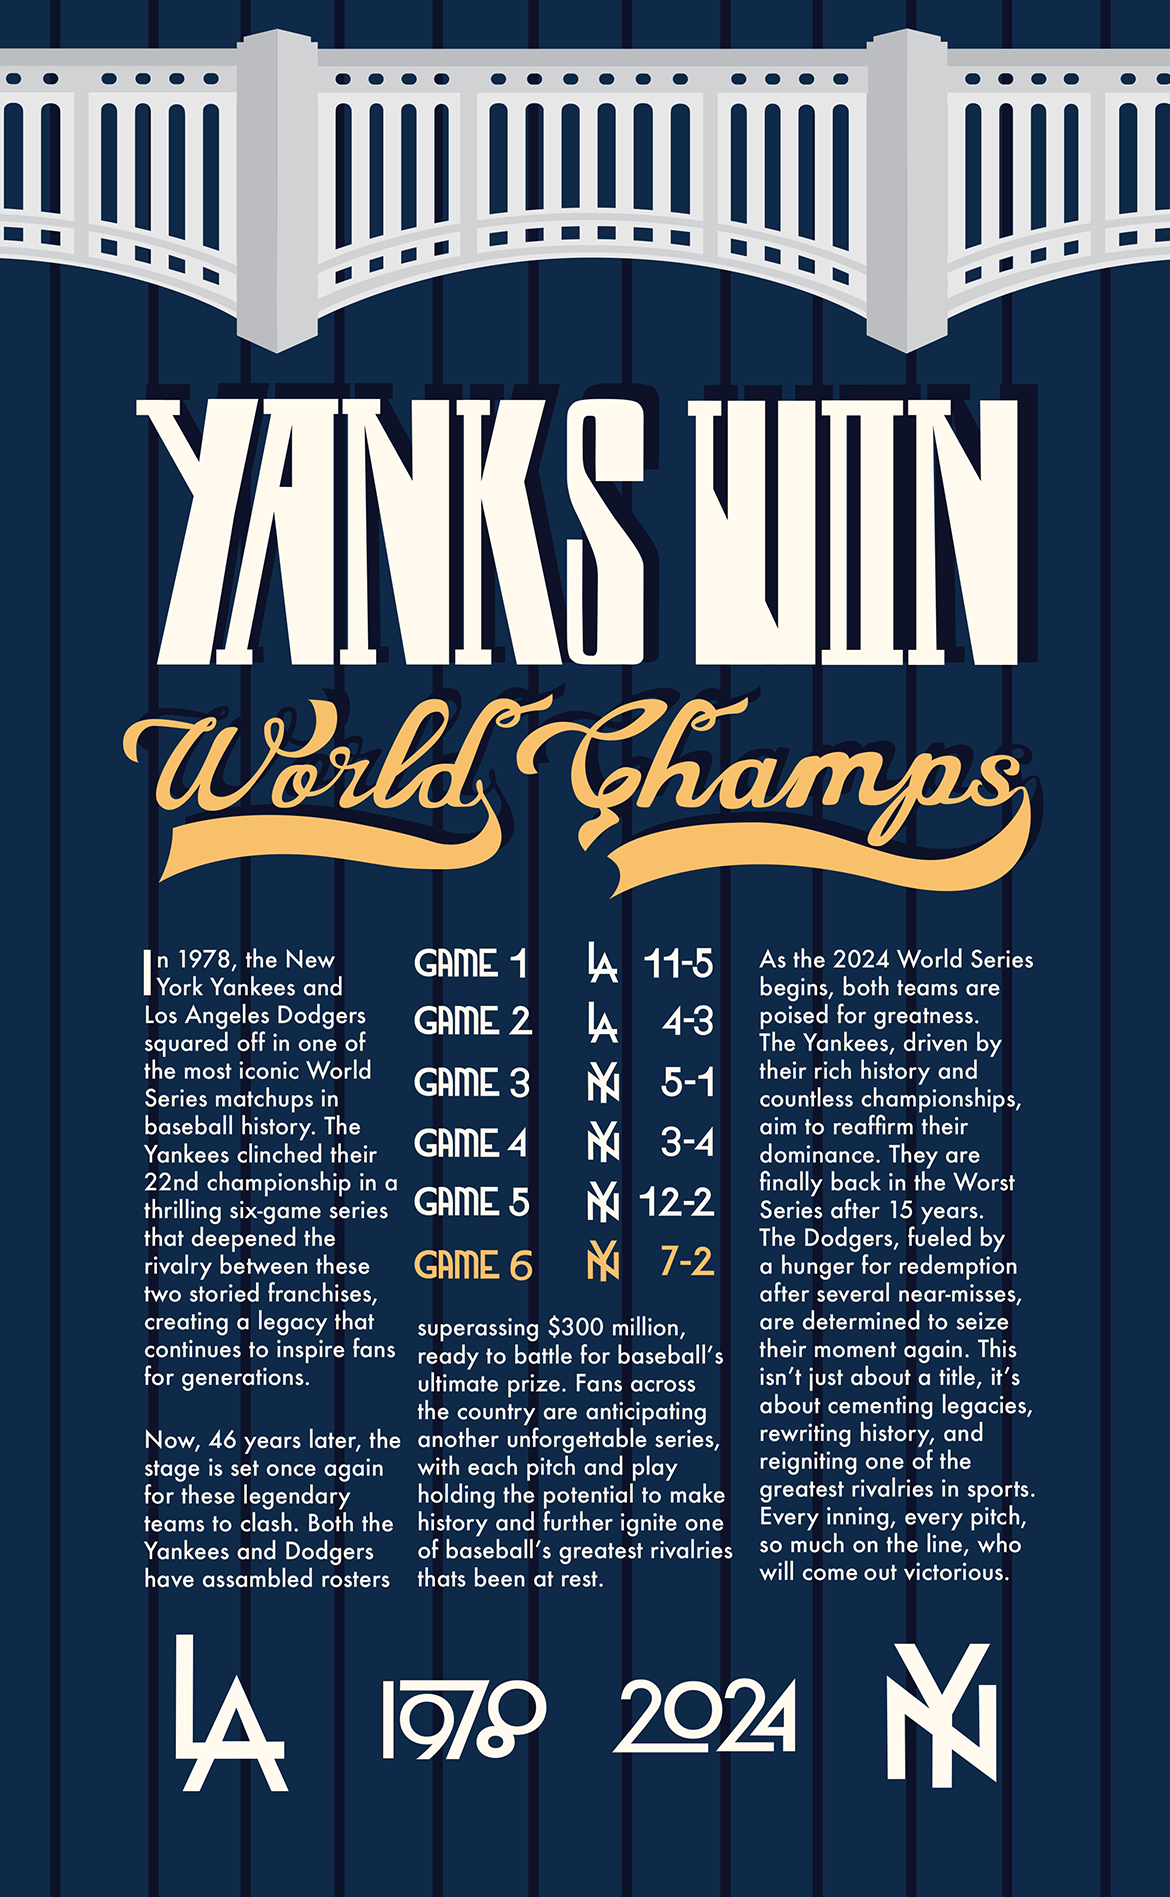 YANKS WIN
World Champs
In 1978, the New
York Yankees and
Los Angeles Dodgers
squared off in one of
the most iconic World
Series matchups in
baseball history. The
Yankees clinched their
22nd championship in a
thrilling six-game series
that deepened the
rivalry between these
two storied franchises,
creating a legacy that
continues to inspire fans
for generations.
Now, 46 years later, the
stage is set once again
for these legendary
teams to clash. Both the
Yankees and Dodgers
have assambled rosters
GAME 1 LA 11-5
GAME 2 LA 4-3
GAME 3 NY 5-1
GAME 4 NY 3-4
GAME 5 NY 12-2
GAME 6 NY 7-2
superassing $300 million,
ready to battle for baseball's
ultimate prize. Fans across
the country are anticipating
another unforgettable series,
with each pitch and play
holding the potential to make
history and further ignite one
of baseball's greatest rivalries
thats been at rest.
As the 2024 World Series
begins, both teams are
poised for greatness.
The Yankees, driven by
their rich history and
countless championships,
aim to reaffirm their
dominance. They are
finally back in the Worst
Series after 15 years.
The Dodgers, fueled by
a hunger for redemption
after several near-misses,
are determined to seize
their moment again. This
isn't just about a title, it's
about cementing legacies,
rewriting history, and
reigniting one of the
greatest rivalries in sports.
Every inning, every pitch,
so much on the line, who
will come out victorious.
LA 1978 2024 NY